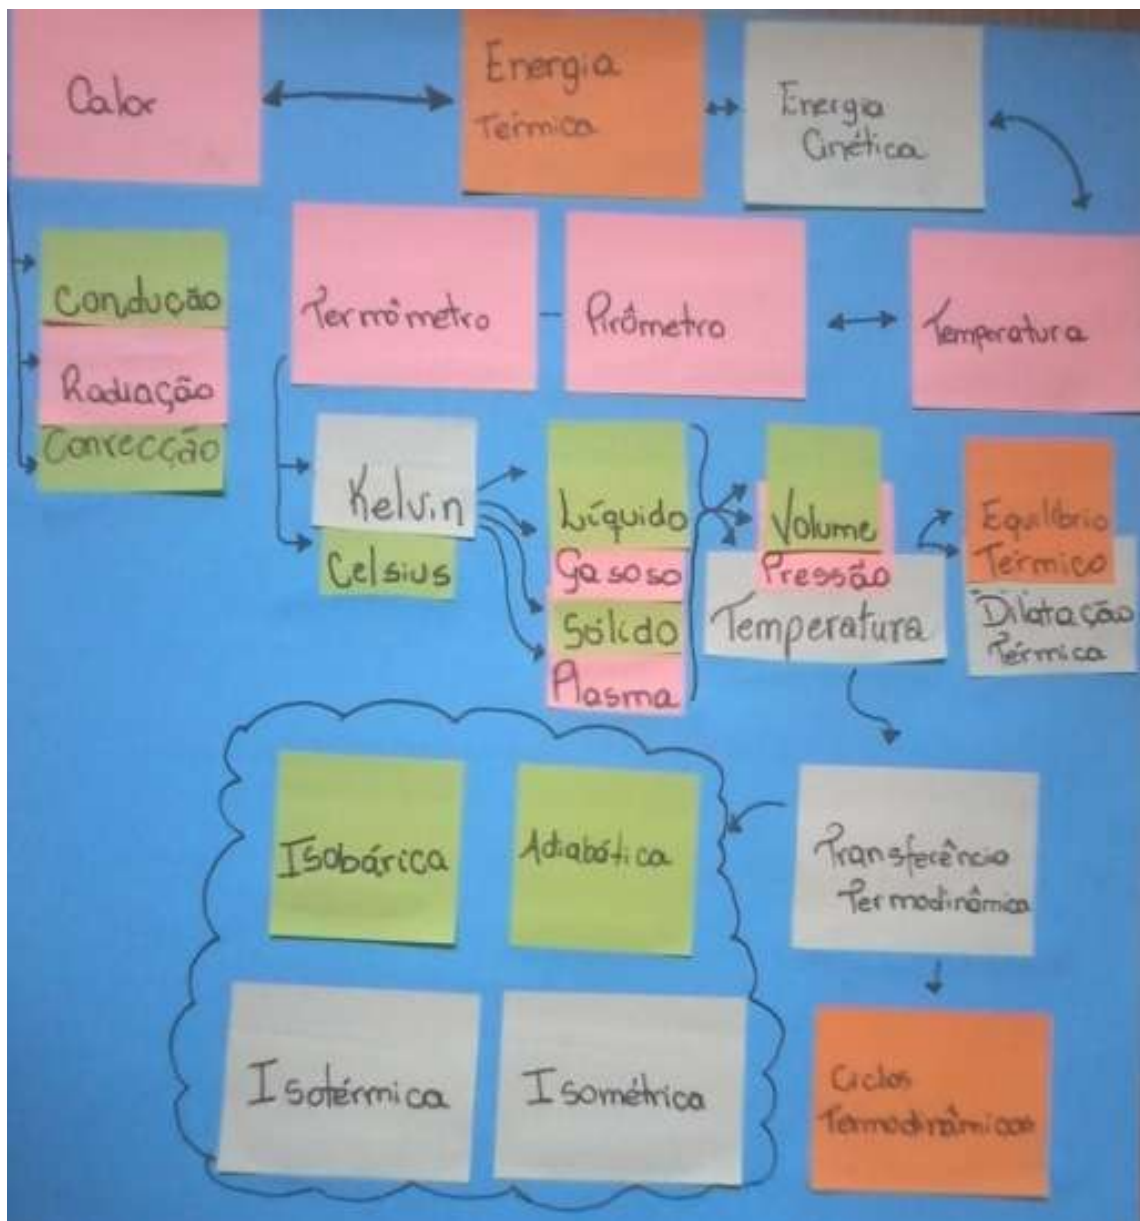 Calor
Energia
Térmica
Energia
Cinética
Termômetro
Pirômetro
Temperatura
Condução
Radiação
Convecção
Kelvin
Celsius
Líquido
Gasoso
Sólido
Plasma
Volume
Pressão
Temperatura
Equilíbrio
Térmico
Dilatação
Térmica
Isobárica
Adiabática
Transferência
Termodinâmica
Isotérmica
Isométrica
Ciclos
Termodinâmicos